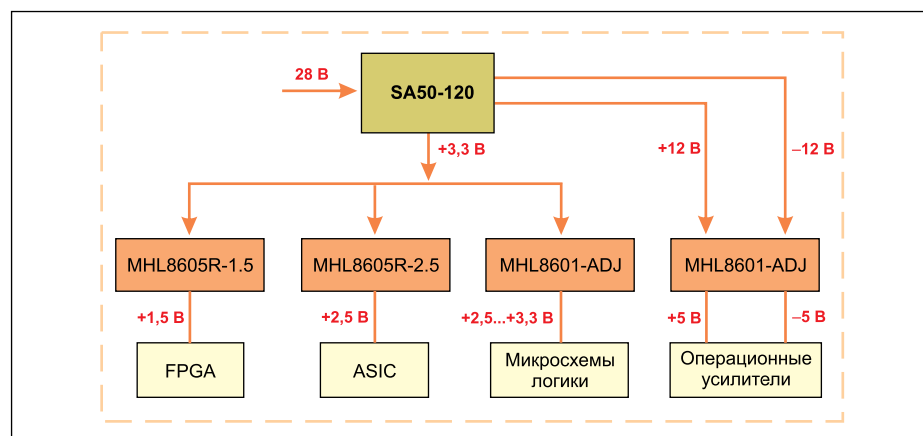 28 В
SA50-120
+3,3 В
+12 В
–12 В
MHL8605R-1.5
MHL8605R-2.5
MHL8601-ADJ
MHL8601-ADJ
+1,5 В
+2,5 В
+2,5...+3,3 В
+5 В
–5 В
FPGA
ASIC
Микросхемы
логики
Операционные
усилители